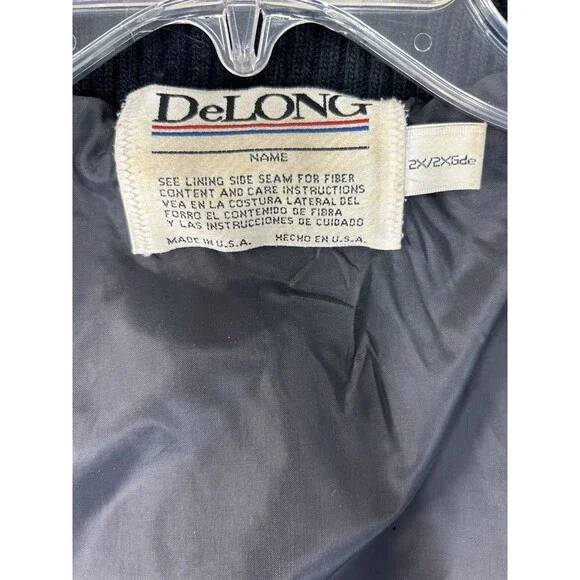 DeLONG
NAME
SEE LINING SIDE SEAM FOR FIBER
CONTENT AND CARE INSTRUCTIONS
VEA EN LA COSTURA LATERAL DEL
FORRO EL CONTENIDO DE FIBRA
Y LAS INSTRUCCIONES DE CUIDADO
MADE IN U.S.A. HECHO EN U.S.A.
2X/2XGde